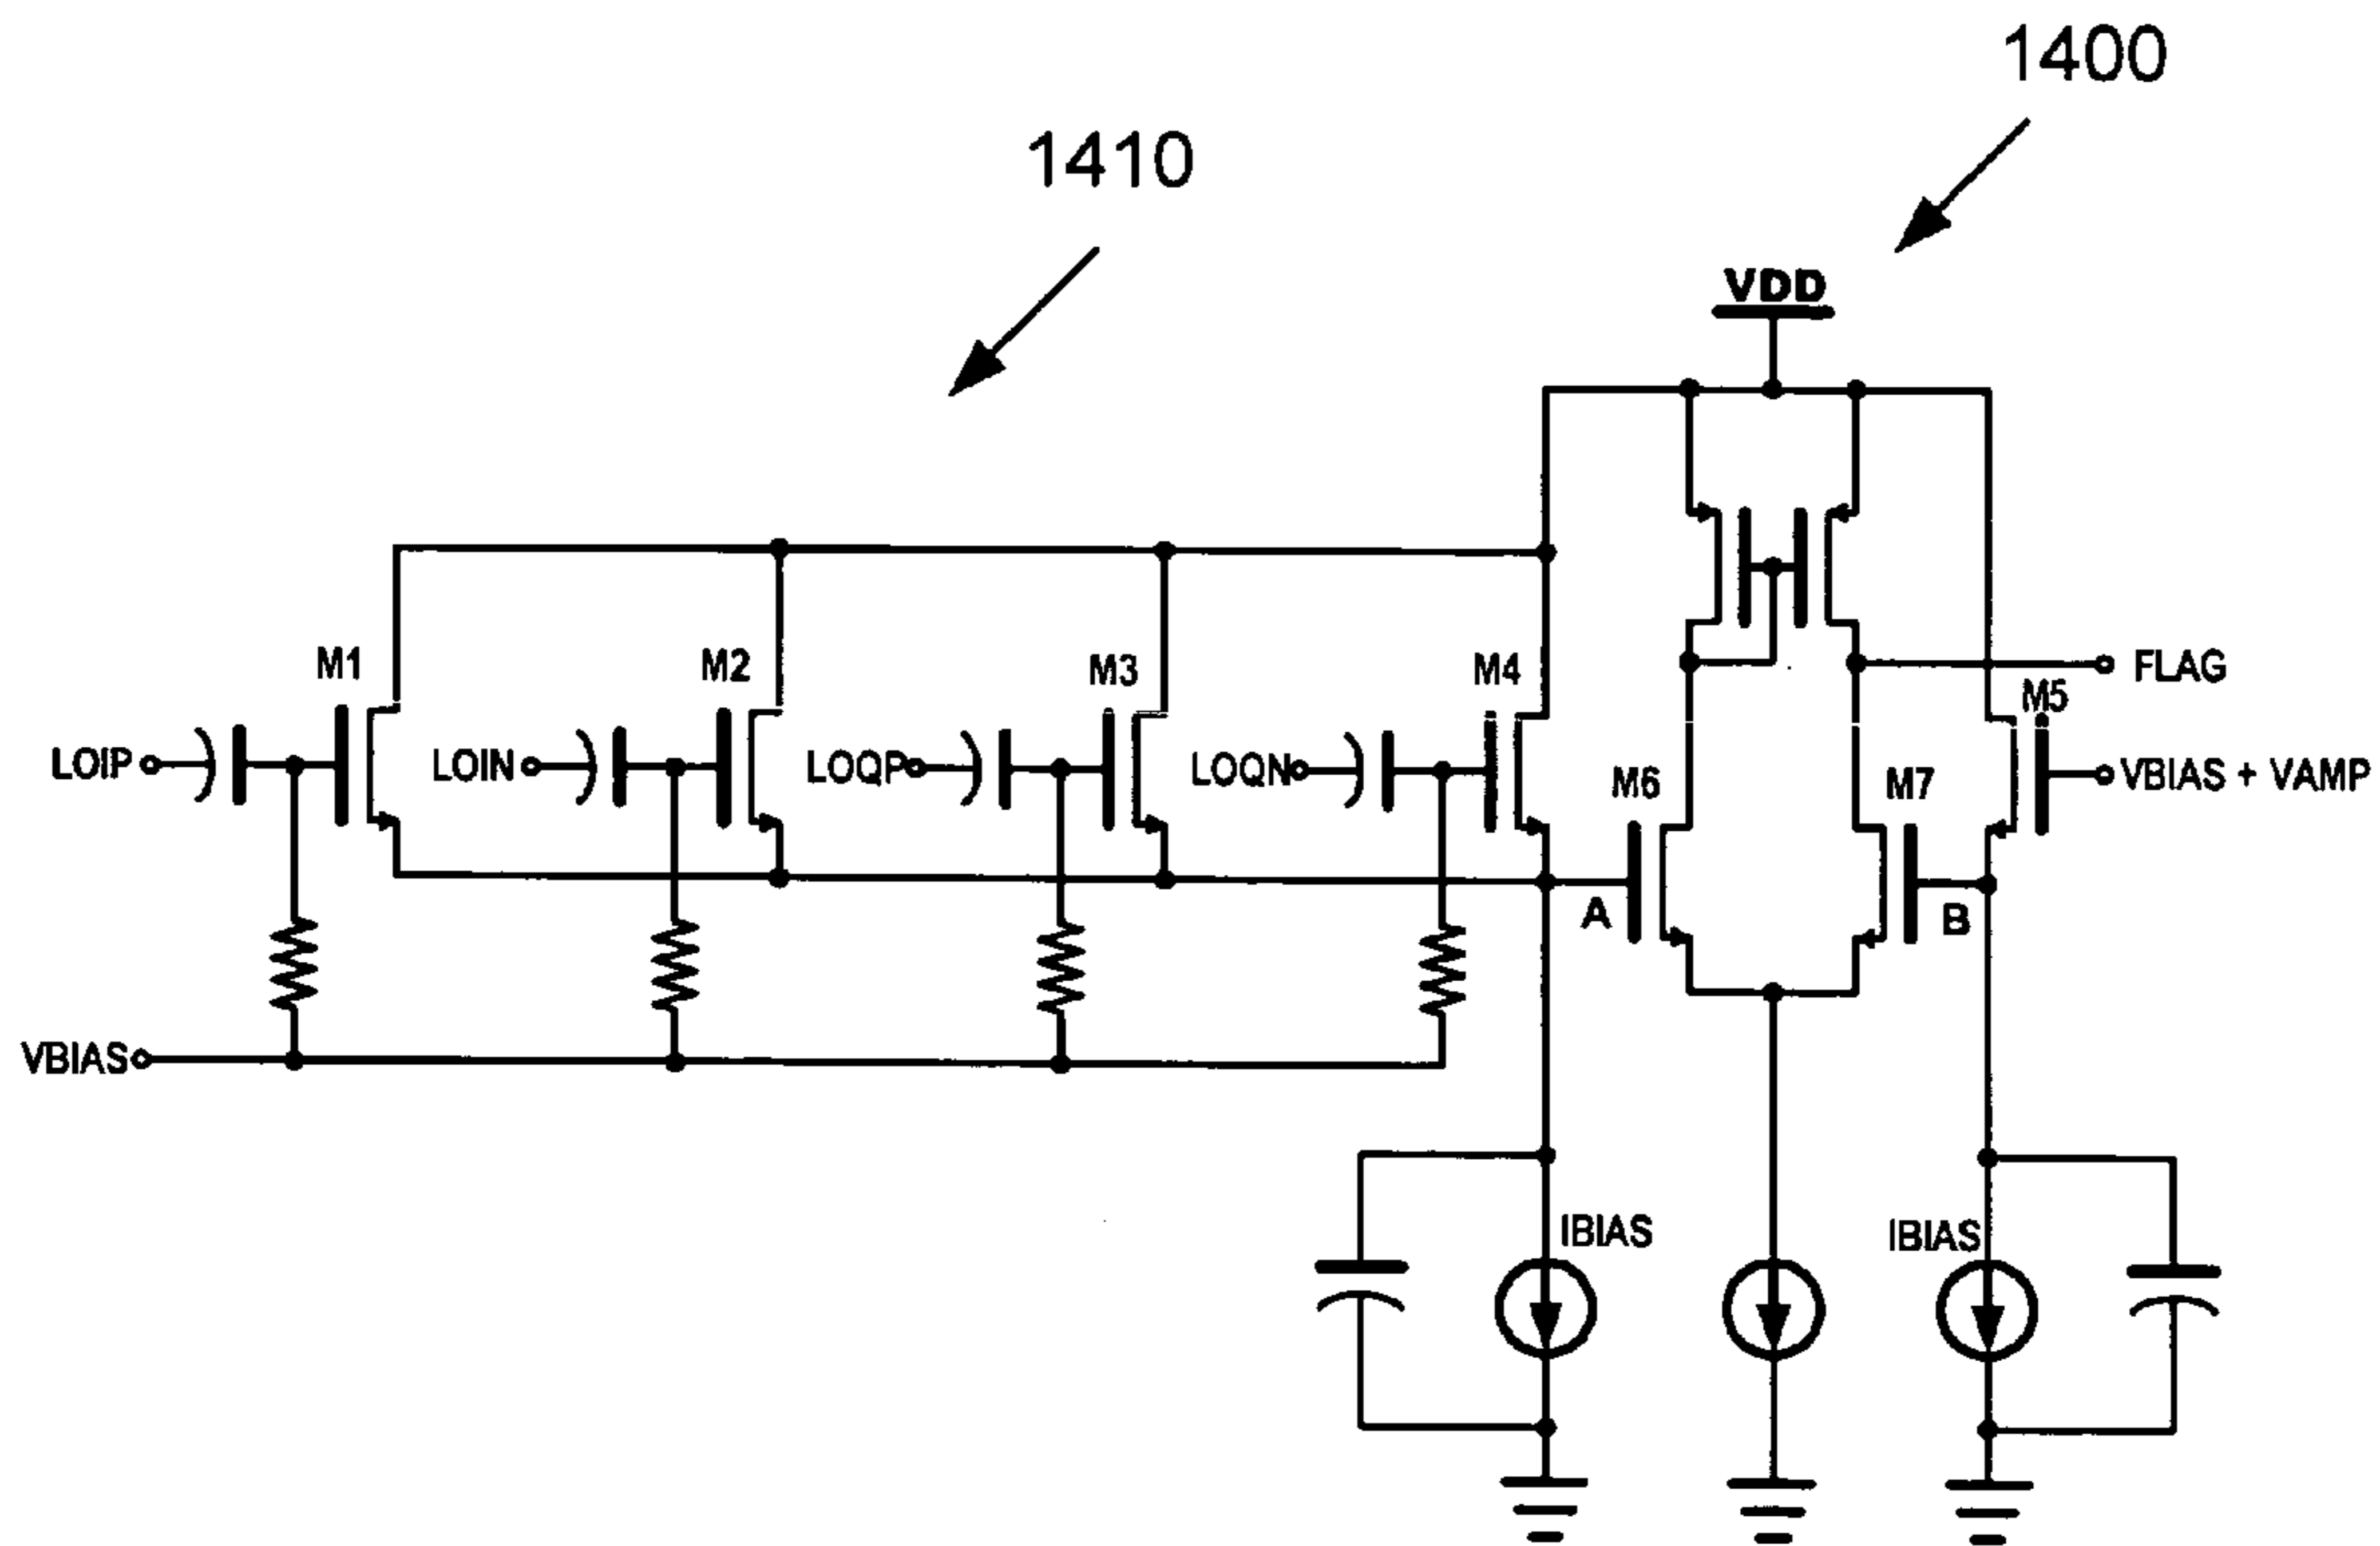 1400
1410
VDD
M1
M2
M3
M4
FLAG
M5
LOIP
LOIN
LOQP
LOQN
M6
M7
VBIAS + VAMP
A
B
VBIAS
IBIAS
IBIAS